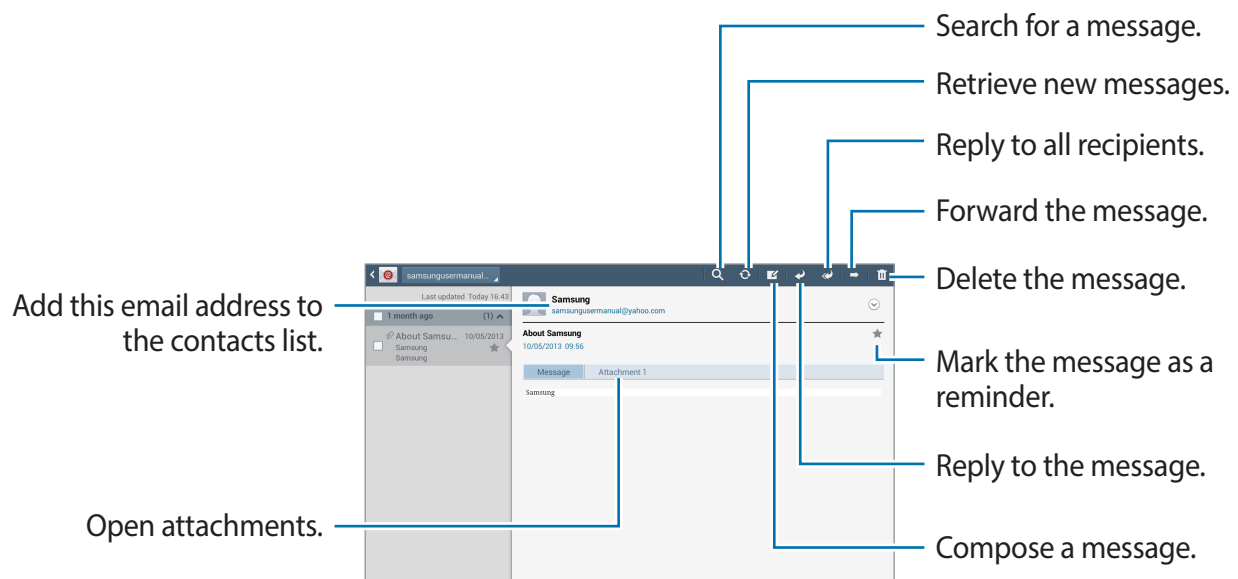 Search for a message.
Retrieve new messages.
Reply to all recipients.
Forward the message.
Delete the message.
Mark the message as a
reminder.
Reply to the message.
Compose a message.
Add this email address to
the contacts list.
Open attachments.
samsungusermanual...
Last updated Today 16:43
1 month ago (1)
About Samsu... 10/05/2013
Samsung
Samsung
Samsung
samsungusermanual@yahoo.com
About Samsung
10/05/2013 09:56
Message Attachment 1
Samsung